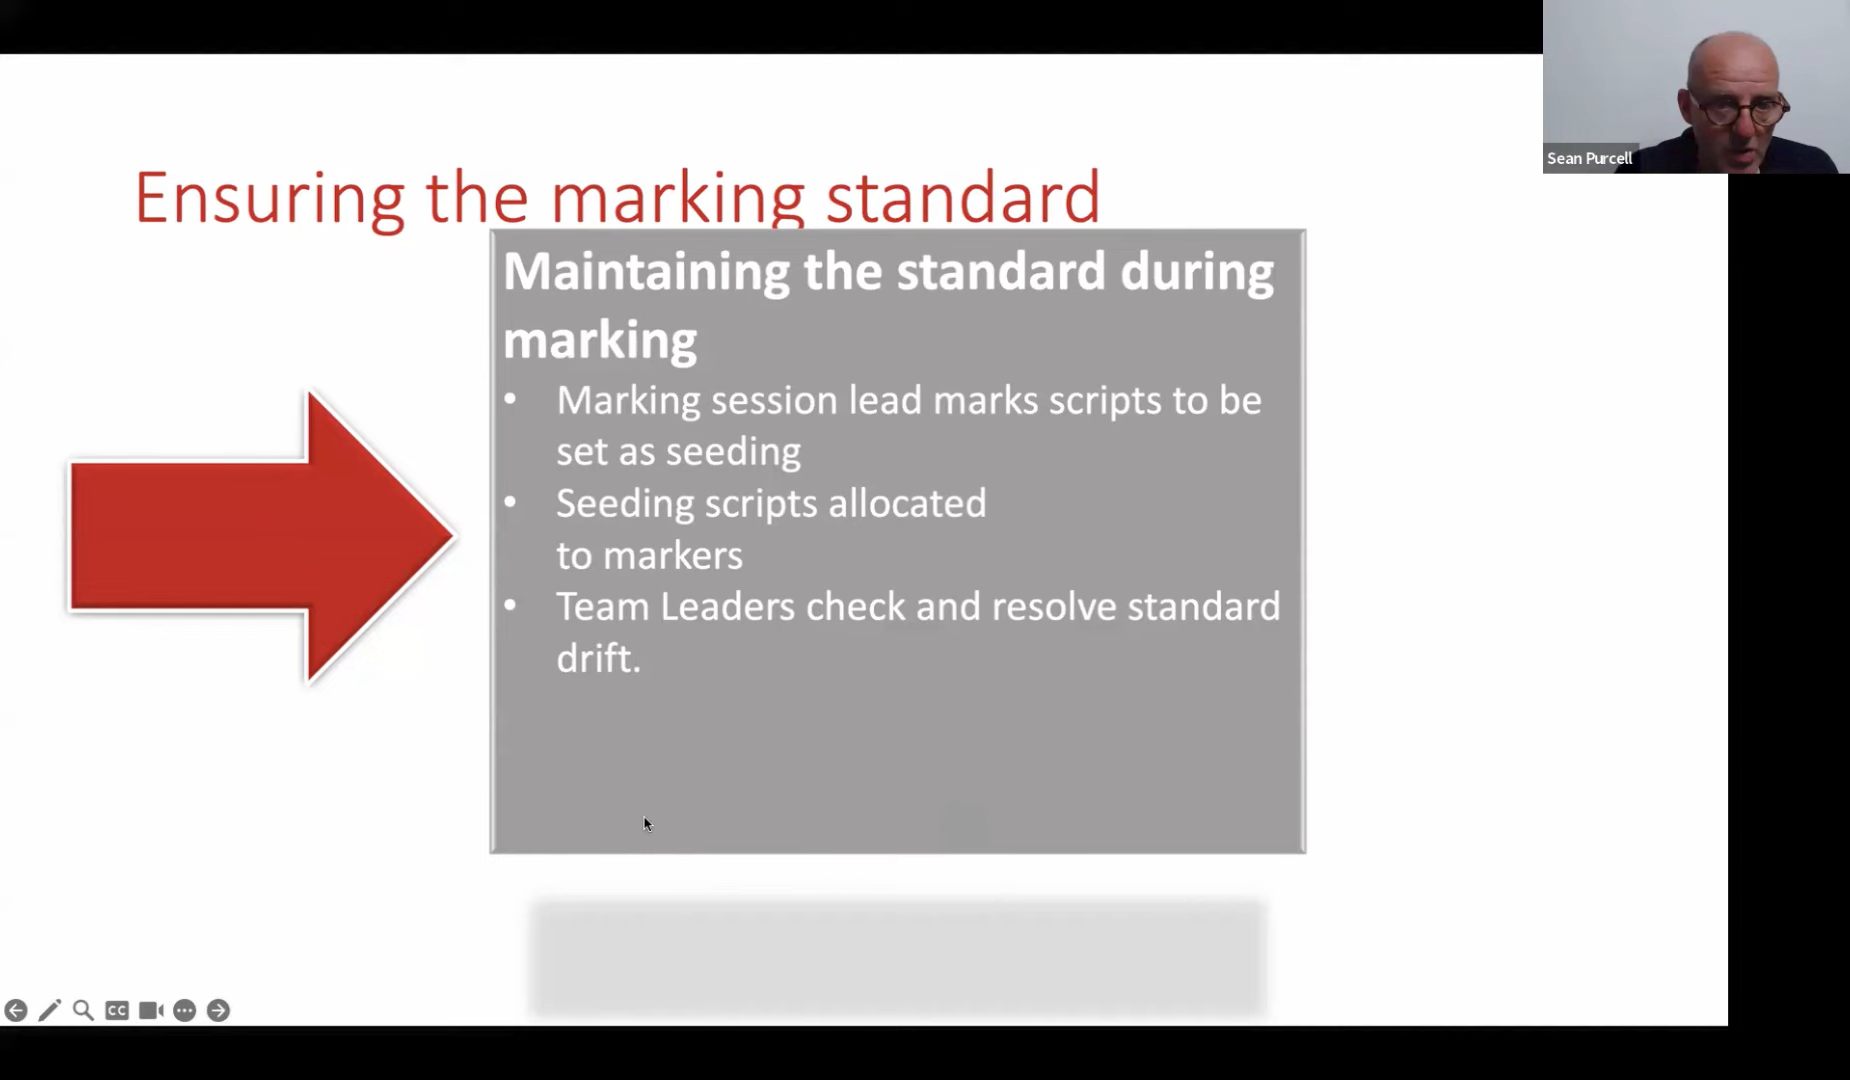 Sean Purcell
Ensuring the marking standard
Maintaining the standard during
marking
• Marking session lead marks scripts to be
set as seeding
• Seeding scripts allocated
to markers
• Team Leaders check and resolve standard
drift.
CC